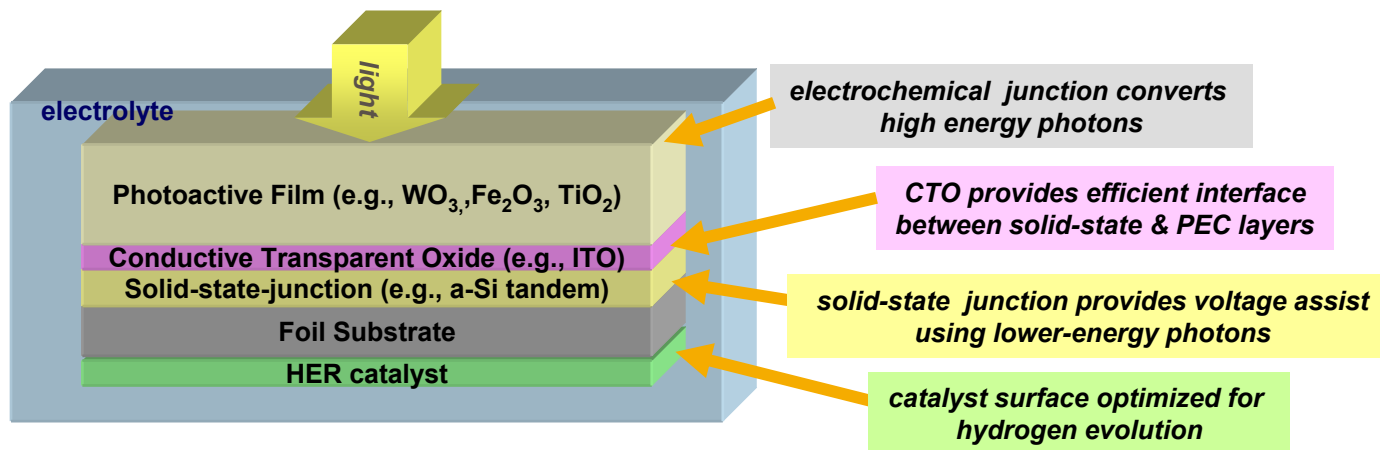 light
electrolyte
Photoactive Film (e.g., WO₃,,Fe₂O₃, TiO₂)
Conductive Transparent Oxide (e.g., ITO)
Solid-state-junction (e.g., a-Si tandem)
Foil Substrate
HER catalyst
electrochemical junction converts
high energy photons
CTO provides efficient interface
between solid-state & PEC layers
solid-state junction provides voltage assist
using lower-energy photons
catalyst surface optimized for
hydrogen evolution